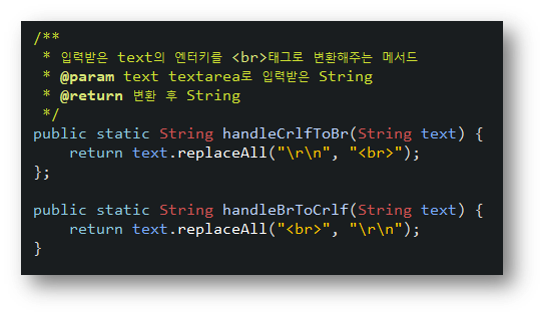 /**
 * 입력받은 text의 엔터키를 <br>태그로 변환해주는 메서드
 * @param text textarea로 입력받은 String
 * @return 변환 후 String
 */
public static String handleCrlfToBr(String text) {
    return text.replaceAll("\r\n", "<br>");
};

public static String handleBrToCrlf(String text) {
    return text.replaceAll("<br>", "\r\n");
}